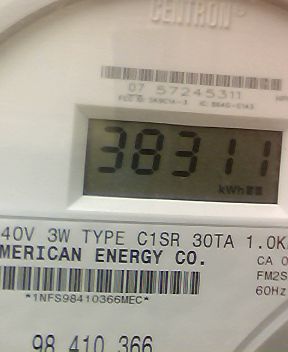 CENTRON®
07 57245311
38311
kWh
40V 3W TYPE C1SR 30TA 1.0K
MERICAN ENERGY CO.
CA 0
FM2S
*1NFS98410366MEC*
60Hz
98 410 366